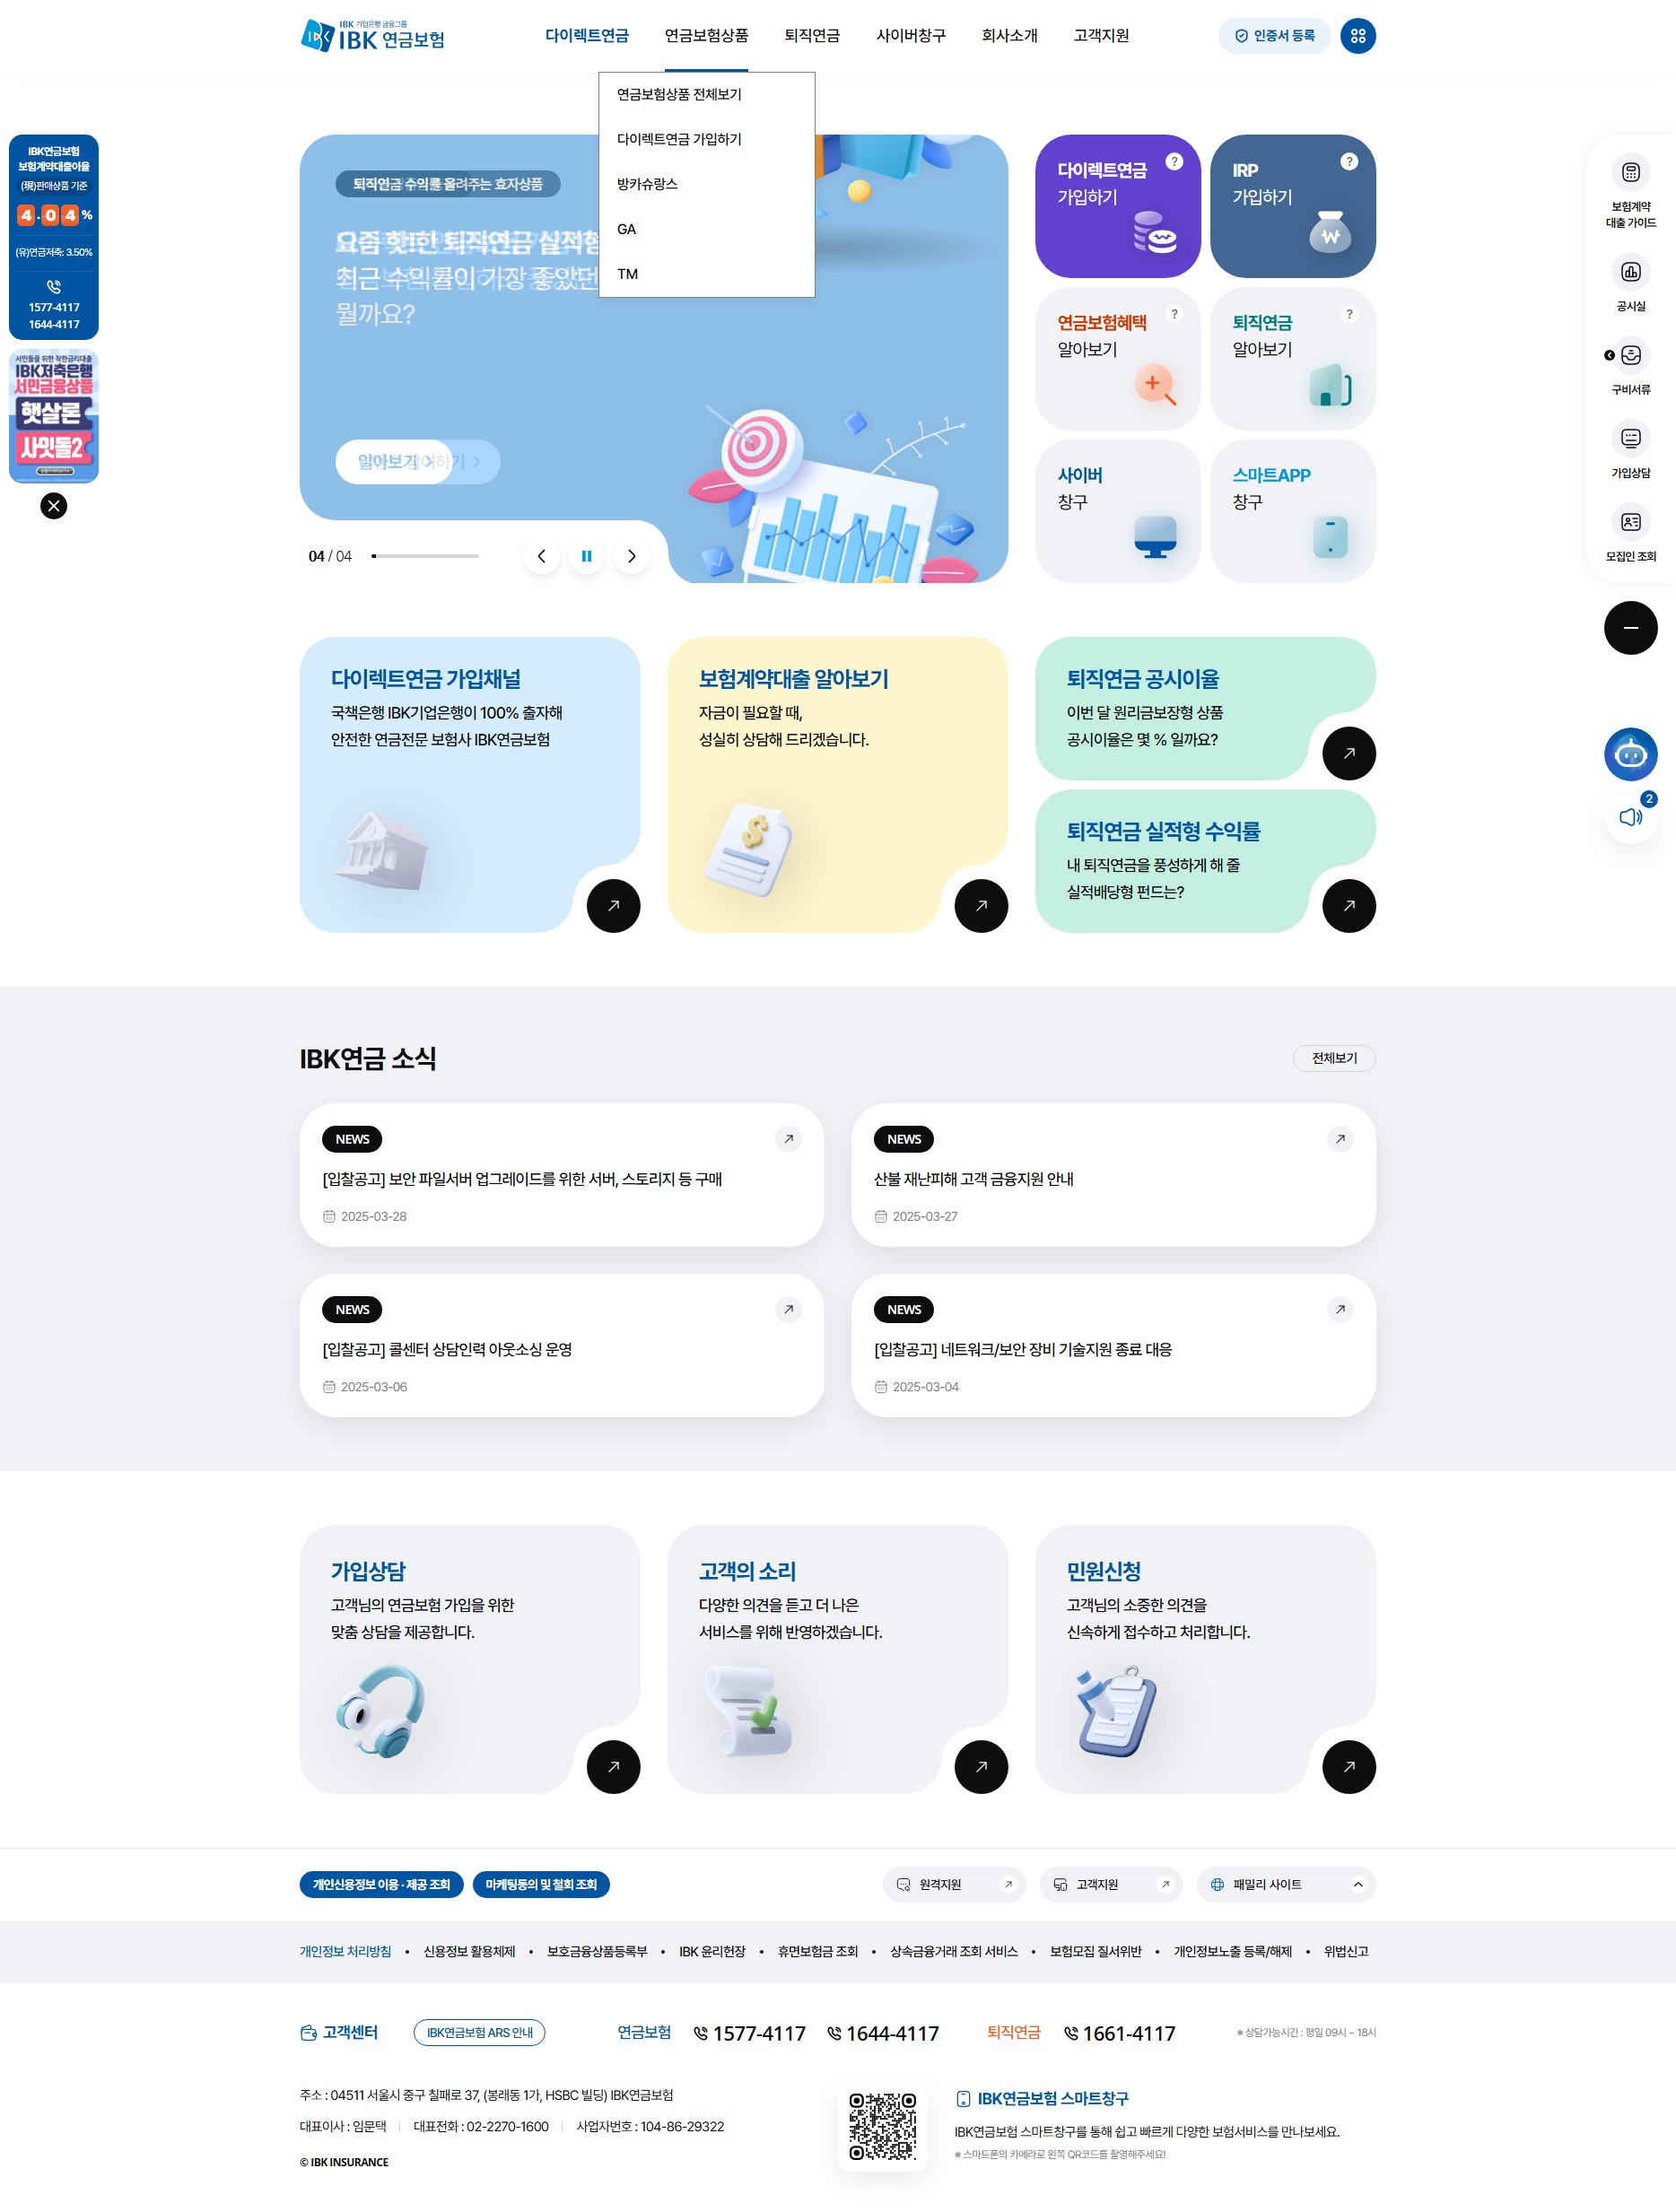 IBK 기업은행 금융그룹
IBK 연금보험
다이렉트연금
연금보험상품
퇴직연금
사이버창구
회사소개
고객지원
인증서 등록
연금보험상품 전체보기
다이렉트연금 가입하기
방카슈랑스
GA
TM
IBK연금보험
보험계약대출이율
(現)판매상품 기준
4.04%
(유)연금저축: 3.50%
1577-4117
1644-4117
서민들을 위한 착한금리대출
IBK저축은행
서민금융상품
햇살론
사잇돌2
퇴직연금 수익률 올려주는 효자상품
요즘 핫한 퇴직연금 실적형
최근 수익률이 가장 좋았던
뭘까요?
알아보기
04 / 04
다이렉트연금
가입하기
?
IRP
가입하기
?
연금보험혜택
알아보기
?
퇴직연금
알아보기
?
사이버
창구
스마트APP
창구
보험계약
대출 가이드
공시실
구비서류
가입상담
모집인 조회
2
다이렉트연금 가입채널
국책은행 IBK기업은행이 100% 출자해
안전한 연금전문 보험사 IBK연금보험
보험계약대출 알아보기
자금이 필요할 때,
성실히 상담해 드리겠습니다.
퇴직연금 공시이율
이번 달 원리금보장형 상품
공시이율은 몇 % 일까요?
퇴직연금 실적형 수익률
내 퇴직연금을 풍성하게 해 줄
실적배당형 펀드는?
IBK연금 소식
전체보기
NEWS
[입찰공고] 보안 파일서버 업그레이드를 위한 서버, 스토리지 등 구매
2025-03-28
NEWS
산불 재난피해 고객 금융지원 안내
2025-03-27
NEWS
[입찰공고] 콜센터 상담인력 아웃소싱 운영
2025-03-06
NEWS
[입찰공고] 네트워크/보안 장비 기술지원 종료 대응
2025-03-04
가입상담
고객님의 연금보험 가입을 위한
맞춤 상담을 제공합니다.
고객의 소리
다양한 의견을 듣고 더 나은
서비스를 위해 반영하겠습니다.
민원신청
고객님의 소중한 의견을
신속하게 접수하고 처리합니다.
개인신용정보 이용 · 제공 조회
마케팅동의 및 철회 조회
원격지원
고객지원
패밀리 사이트
개인정보 처리방침 • 신용정보 활용체제 • 보호금융상품등록부 • IBK 윤리헌장 • 휴면보험금 조회 • 상속금융거래 조회 서비스 • 보험모집 질서위반 • 개인정보노출 등록/해제 • 위법신고
고객센터
IBK연금보험 ARS 안내
연금보험
1577-4117
1644-4117
퇴직연금
1661-4117
※ 상담가능시간 : 평일 09시 ~ 18시
주소 : 04511 서울시 중구 칠패로 37, (봉래동 1가, HSBC 빌딩) IBK연금보험
대표이사 : 임문택 | 대표전화 : 02-2270-1600 | 사업자번호 : 104-86-29322
© IBK INSURANCE
IBK연금보험 스마트창구
IBK연금보험 스마트창구를 통해 쉽고 빠르게 다양한 보험서비스를 만나보세요.
※ 스마트폰의 카메라로 왼쪽 QR코드를 촬영해주세요!